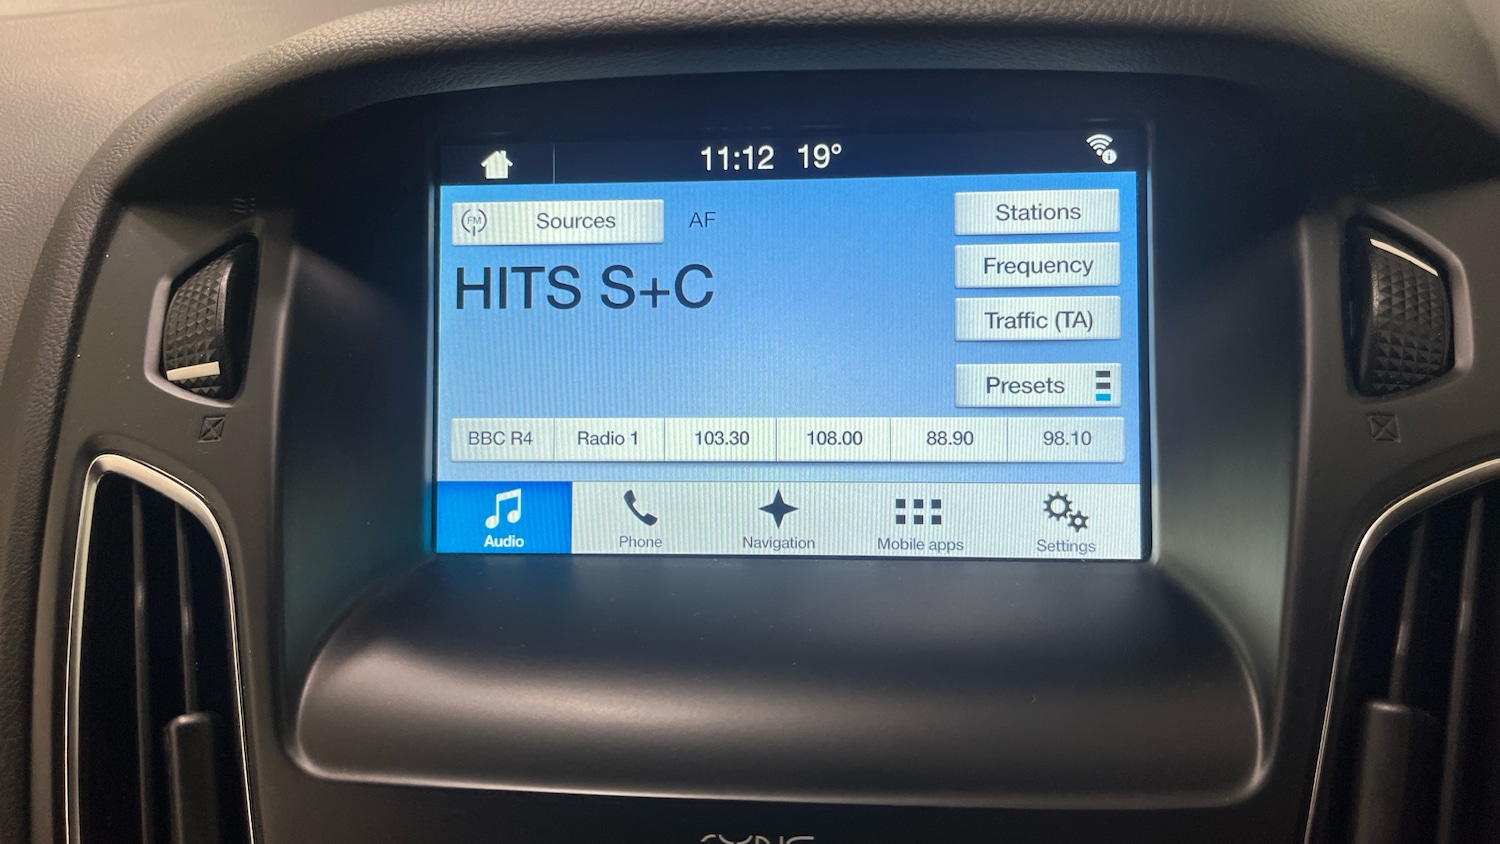 11:12 19°
FM Sources AF
HITS S+C
Stations
Frequency
Traffic (TA)
Presets
BBC R4 Radio 1 103.30 108.00 88.90 98.10
Audio Phone Navigation Mobile apps Settings